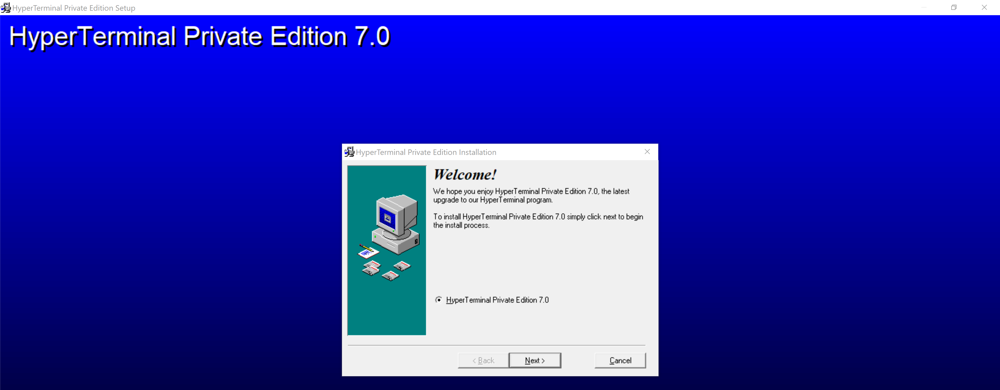 HyperTerminal Private Edition Setup
HyperTerminal Private Edition 7.0
HyperTerminal Private Edition Installation
Welcome!
We hope you enjoy HyperTerminal Private Edition 7.0, the latest
upgrade to our HyperTerminal program.
To install HyperTerminal Private Edition 7.0 simply click next to begin
the install process.
HyperTerminal Private Edition 7.0
< Back
Next >
Cancel